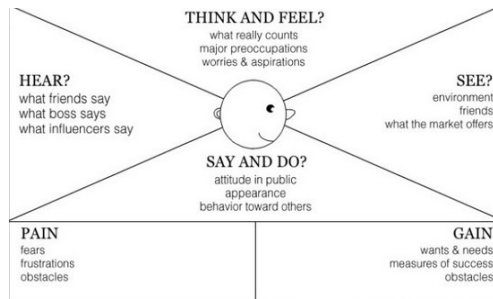 THINK AND FEEL?
what really counts
major preoccupations
worries & aspirations
HEAR?
what friends say
what boss says
what influencers say
SEE?
environment
friends
what the market offers
SAY AND DO?
attitude in public
appearance
behavior toward others
PAIN
fears
frustrations
obstacles
GAIN
wants & needs
measures of success
obstacles